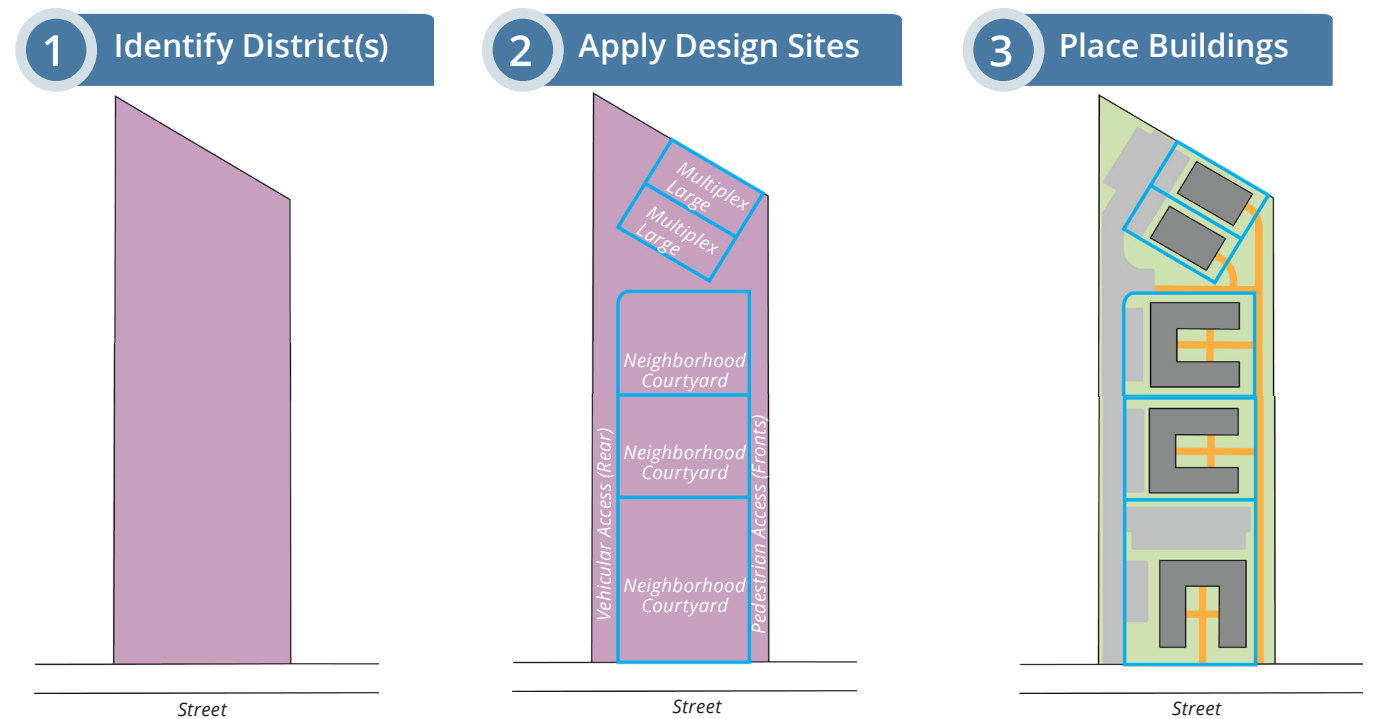 1 Identify District(s)
2 Apply Design Sites
3 Place Buildings
Street
Multiplex
Large
Multiplex
Large
Neighborhood
Courtyard
Neighborhood
Courtyard
Neighborhood
Courtyard
Vehicular Access (Rear)
Pedestrian Access (Fronts)
Street
Street